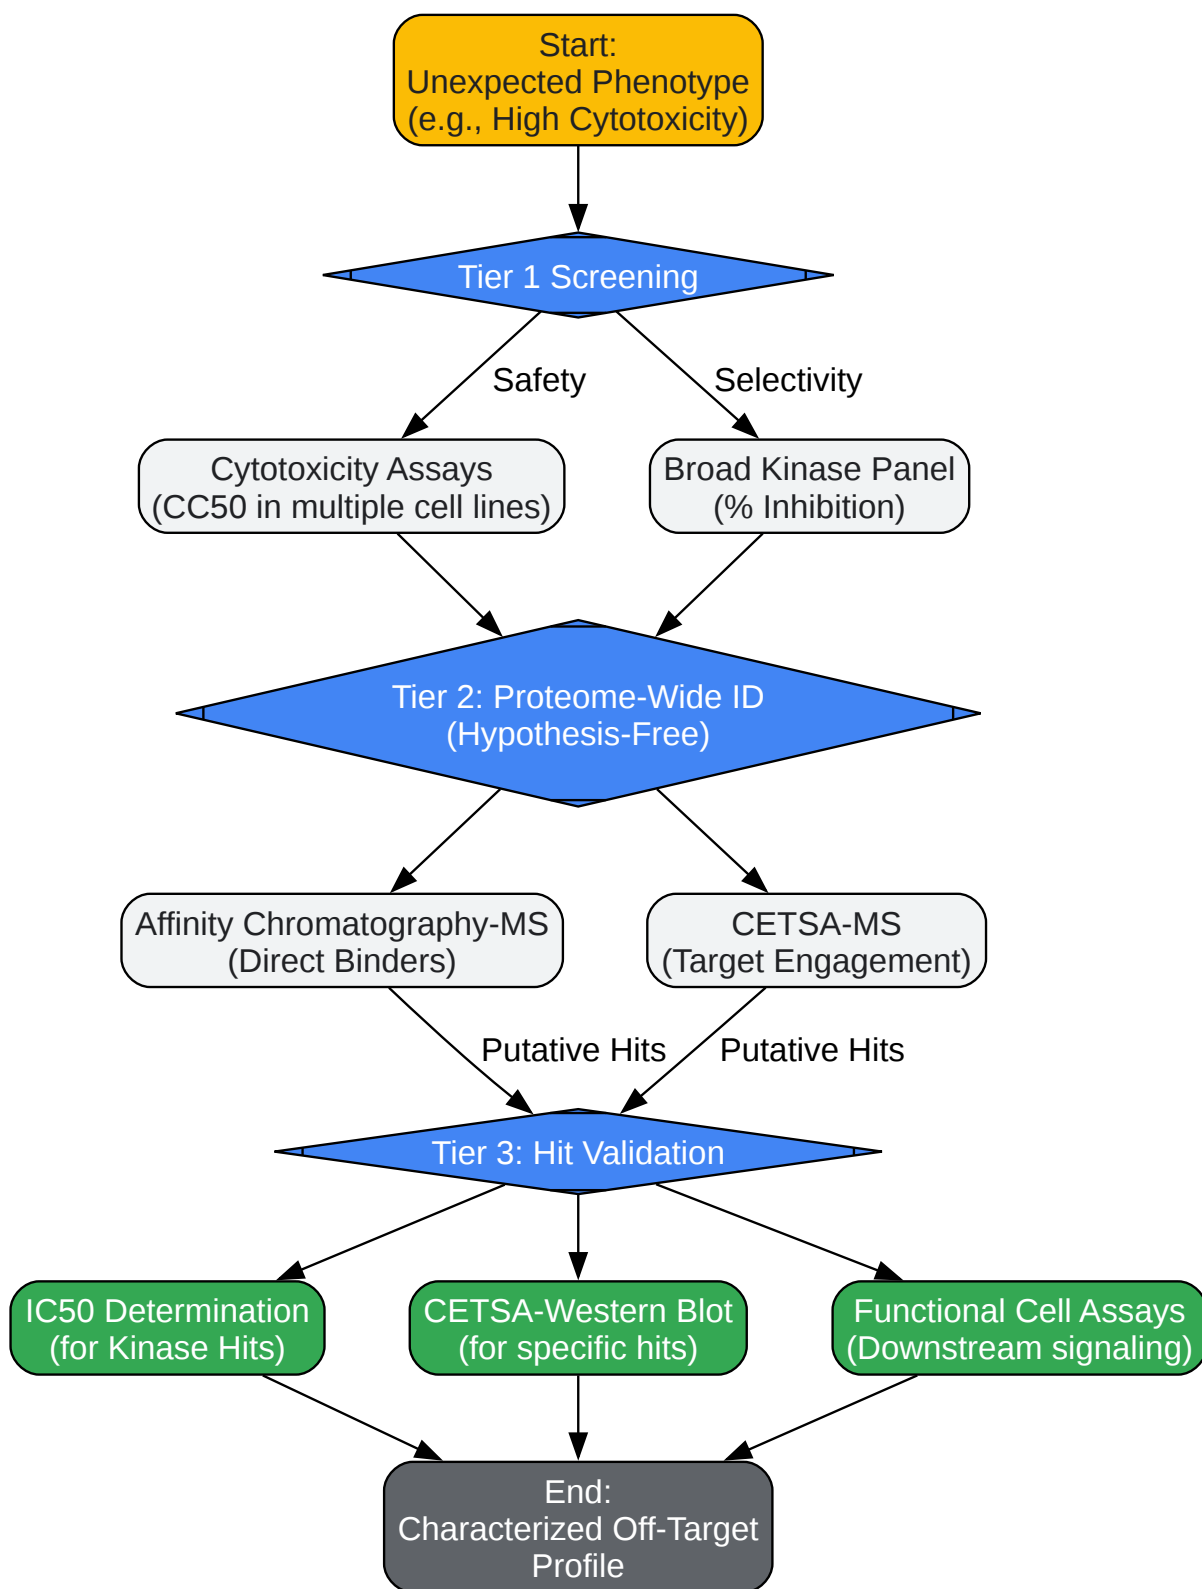 Start:
Unexpected Phenotype
(e.g., High Cytotoxicity)
Tier 1 Screening
Safety
Selectivity
Cytotoxicity Assays
(CC50 in multiple cell lines)
Broad Kinase Panel
(% Inhibition)
Tier 2: Proteome-Wide ID
(Hypothesis-Free)
Affinity Chromatography-MS
(Direct Binders)
CETSA-MS
(Target Engagement)
Putative Hits
Putative Hits
Tier 3: Hit Validation
IC50 Determination
(for Kinase Hits)
CETSA-Western Blot
(for specific hits)
Functional Cell Assays
(Downstream signaling)
End:
Characterized Off-Target
Profile